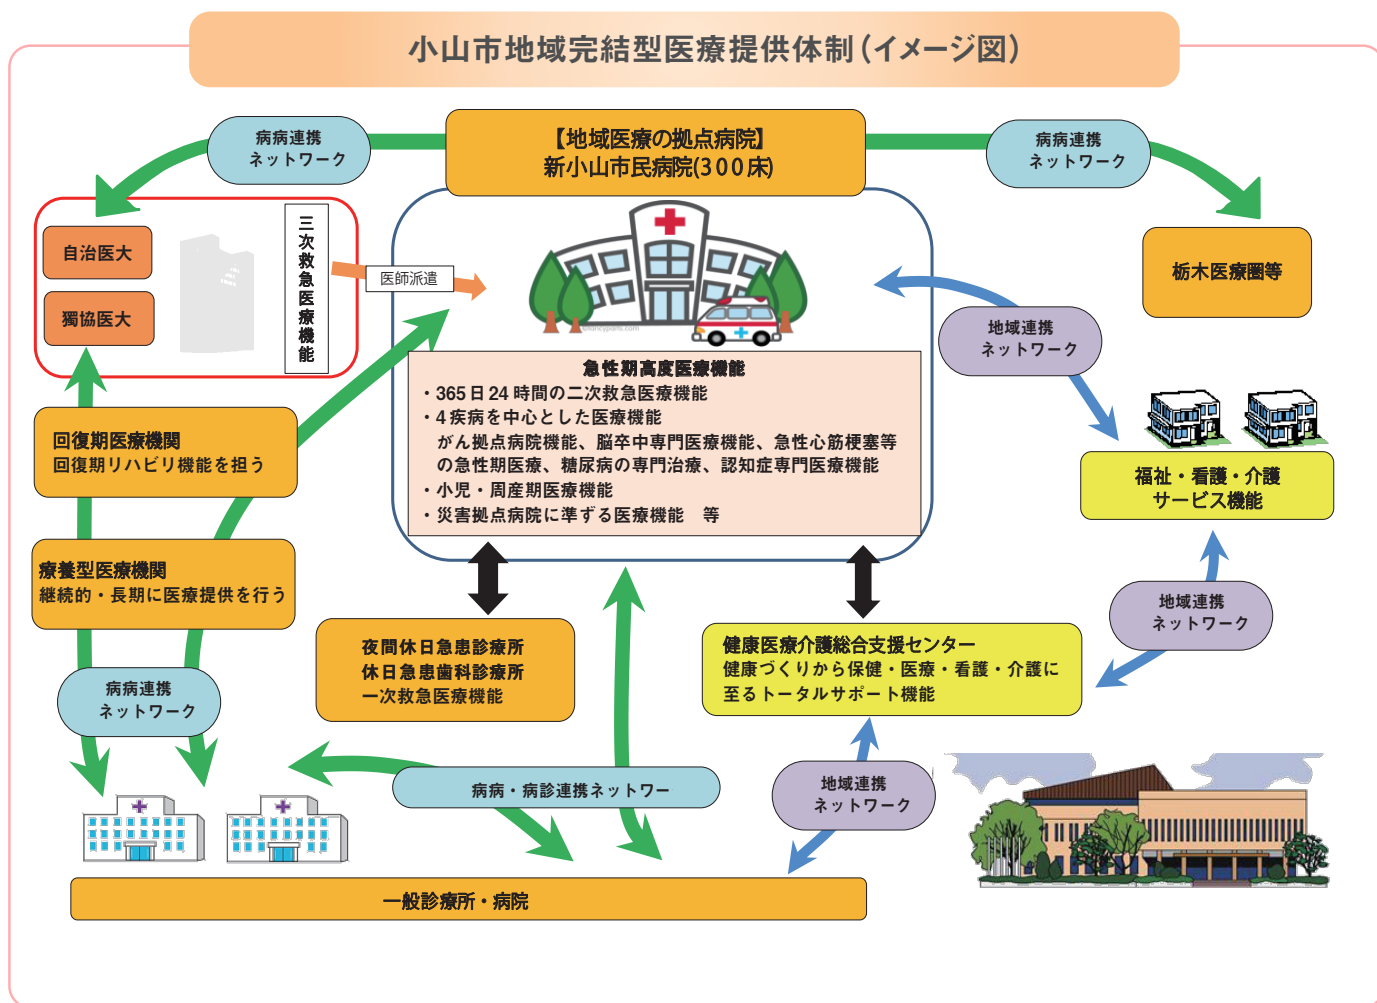 小山市地域完結型医療提供体制(イメージ図)
病病連携
ネットワーク
【地域医療の拠点病院】
新小山市民病院(300床)
病病連携
ネットワーク
自治医大
獨協医大
三次救急医療機能
医師派遣
栃木医療圏等
地域連携
ネットワーク
急性期高度医療機能
・365日24時間の二次救急医療機能
・4疾病を中心とした医療機能
がん拠点病院機能、脳卒中専門医療機能、急性心筋梗塞等
の急性期医療、糖尿病の専門治療、認知症専門医療機能
・小児・周産期医療機能
・災害拠点病院に準ずる医療機能　等
回復期医療機関
回復期リハビリ機能を担う
福祉・看護・介護
サービス機能
療養型医療機関
継続的・長期に医療提供を行う
地域連携
ネットワーク
夜間休日急患診療所
休日急患歯科診療所
一次救急医療機能
健康医療介護総合支援センター
健康づくりから保健・医療・看護・介護に
至るトータルサポート機能
病病連携
ネットワーク
病病・病診連携ネットワー
地域連携
ネットワーク
一般診療所・病院